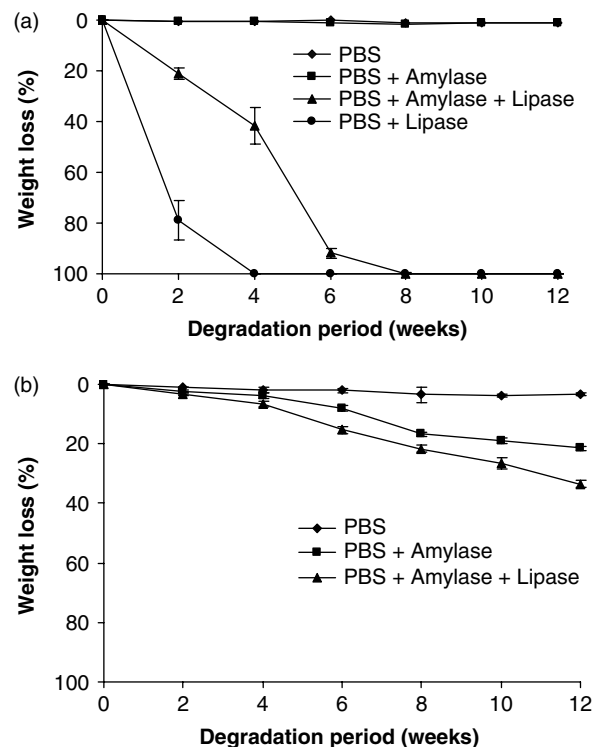 (a)
0
20
40
60
80
100
Weight loss (%)
PBS
PBS + Amylase
PBS + Amylase + Lipase
PBS + Lipase
0 2 4 6 8 10 12
Degradation period (weeks)
(b)
0
20
40
60
80
100
Weight loss (%)
PBS
PBS + Amylase
PBS + Amylase + Lipase
0 2 4 6 8 10 12
Degradation period (weeks)